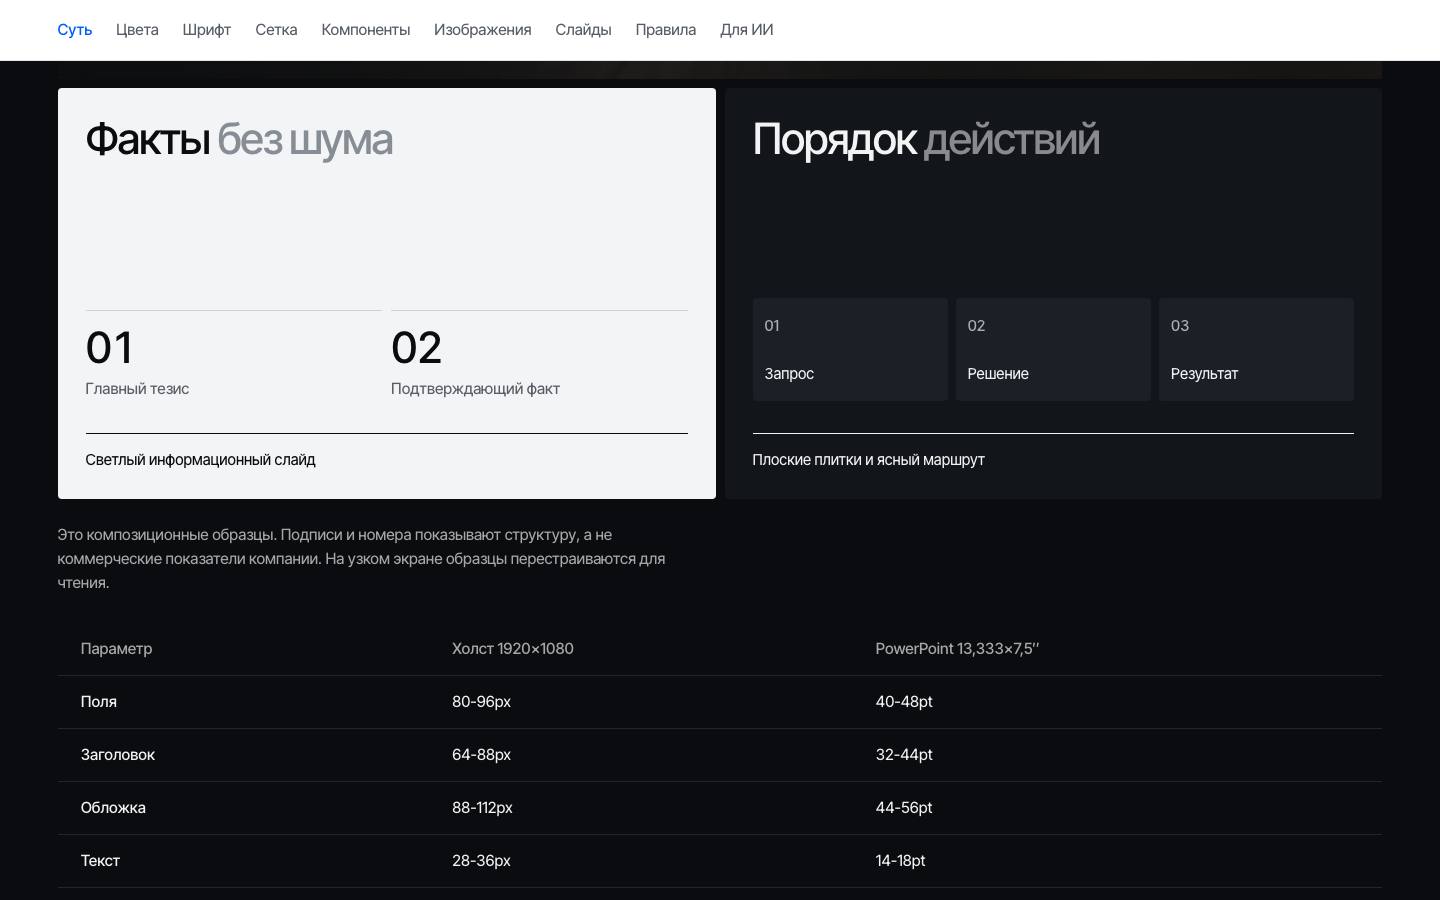 Суть Цвета Шрифт Сетка Компоненты Изображения Слайды Правила Для ИИ
Факты без шума
01 02
Главный тезис Подтверждающий факт
Светлый информационный слайд
Порядок действий
01 02 03
Запрос Решение Результат
Плоские плитки и ясный маршрут
Это композиционные образцы. Подписи и номера показывают структуру, а не
коммерческие показатели компании. На узком экране образцы перестраиваются для
чтения.
Параметр Холст 1920×1080 PowerPoint 13,333×7,5″
Поля 80-96px 40-48pt
Заголовок 64-88px 32-44pt
Обложка 88-112px 44-56pt
Текст 28-36px 14-18pt